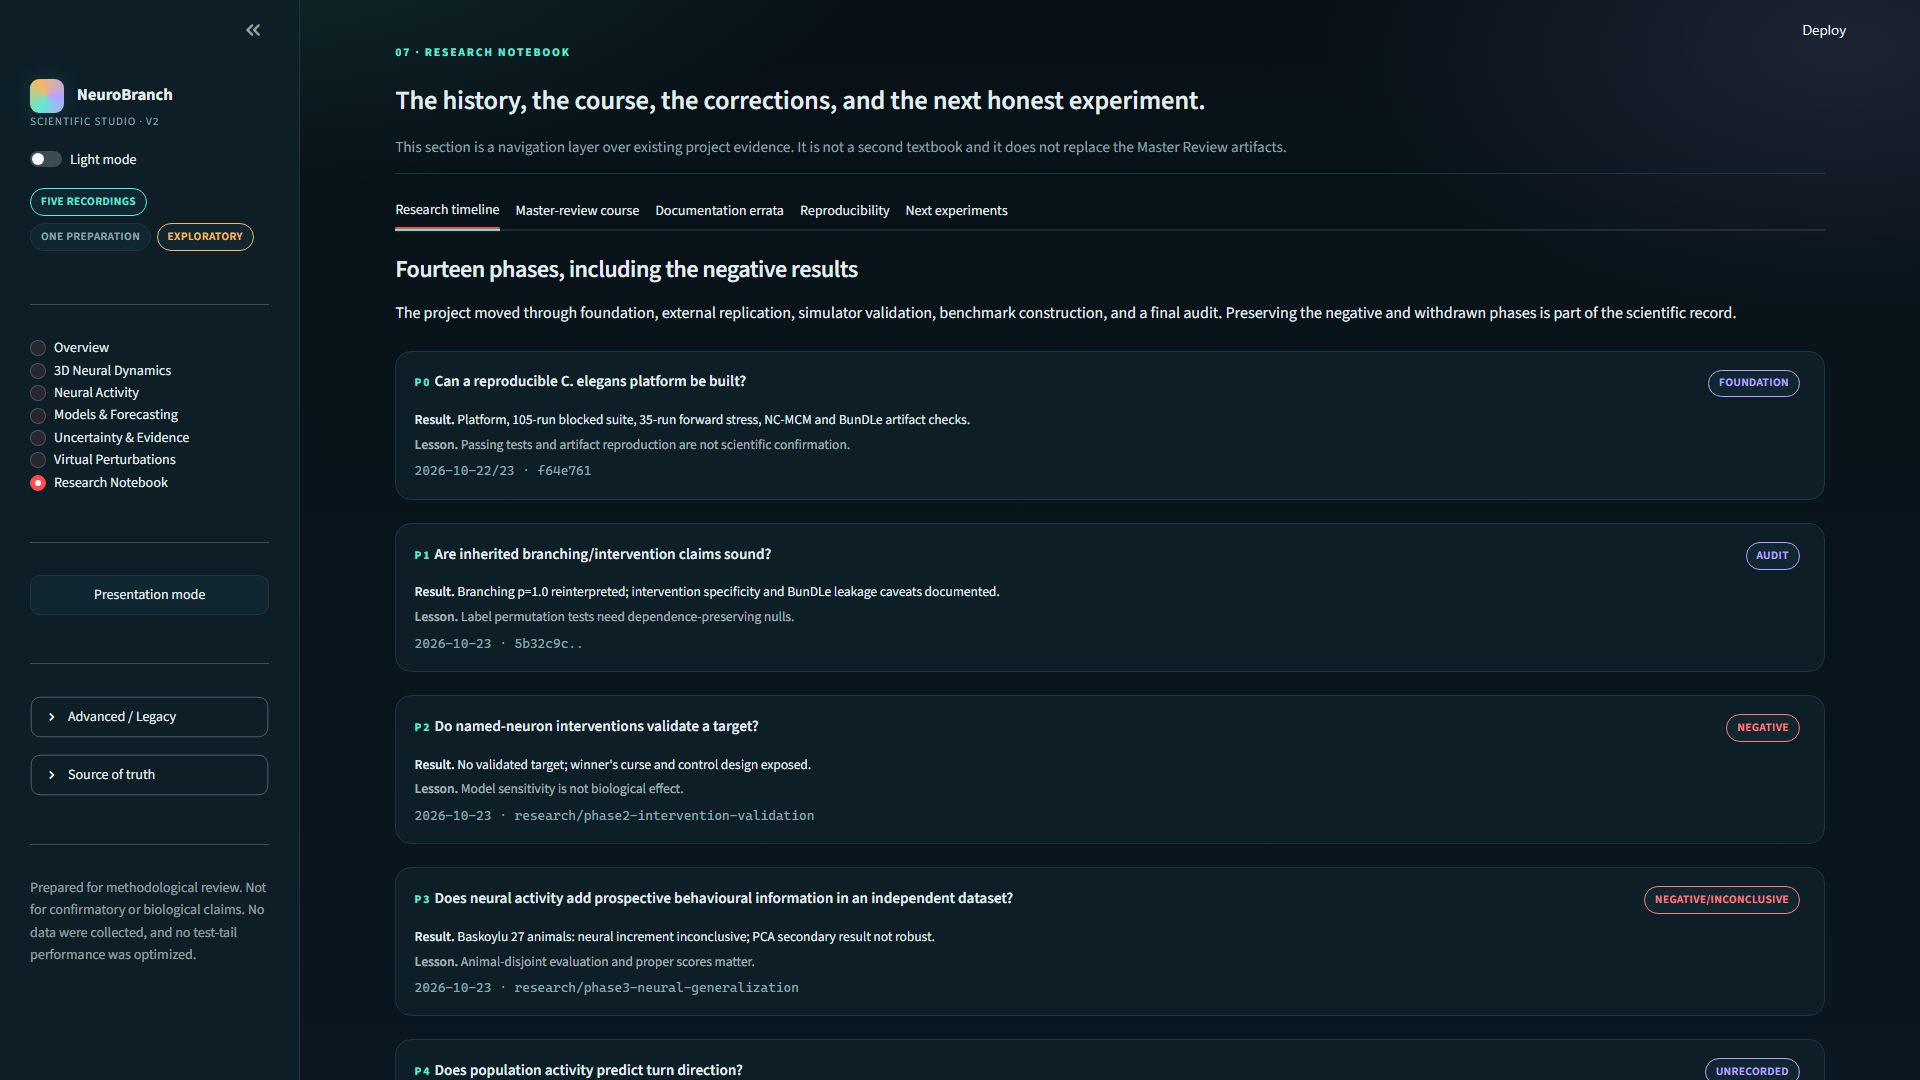 NeuroBranch
SCIENTIFIC STUDIO · V2
Light mode
FIVE RECORDINGS
ONE PREPARATION
EXPLORATORY
Overview
3D Neural Dynamics
Neural Activity
Models & Forecasting
Uncertainty & Evidence
Virtual Perturbations
Research Notebook
Presentation mode
Advanced / Legacy
Source of truth
Prepared for methodological review. Not
for confirmatory or biological claims. No
data were collected, and no test-tail
performance was optimized.
Deploy
07 · RESEARCH NOTEBOOK
The history, the course, the corrections, and the next honest experiment.
This section is a navigation layer over existing project evidence. It is not a second textbook and it does not replace the Master Review artifacts.
Research timeline Master-review course Documentation errata Reproducibility Next experiments
Fourteen phases, including the negative results
The project moved through foundation, external replication, simulator validation, benchmark construction, and a final audit. Preserving the negative and withdrawn phases is part of the scientific record.
P0 Can a reproducible C. elegans platform be built?
FOUNDATION
Result. Platform, 105-run blocked suite, 35-run forward stress, NC-MCM and BunDLe artifact checks.
Lesson. Passing tests and artifact reproduction are not scientific confirmation.
2026-10-22/23 · f64e761
P1 Are inherited branching/intervention claims sound?
AUDIT
Result. Branching p=1.0 reinterpreted; intervention specificity and BunDLe leakage caveats documented.
Lesson. Label permutation tests need dependence-preserving nulls.
2026-10-23 · 5b32c9c..
P2 Do named-neuron interventions validate a target?
NEGATIVE
Result. No validated target; winner's curse and control design exposed.
Lesson. Model sensitivity is not biological effect.
2026-10-23 · research/phase2-intervention-validation
P3 Does neural activity add prospective behavioural information in an independent dataset?
NEGATIVE/INCONCLUSIVE
Result. Baskoylu 27 animals: neural increment inconclusive; PCA secondary result not robust.
Lesson. Animal-disjoint evaluation and proper scores matter.
2026-10-23 · research/phase3-neural-generalization
P4 Does population activity predict turn direction?
UNRECORDED